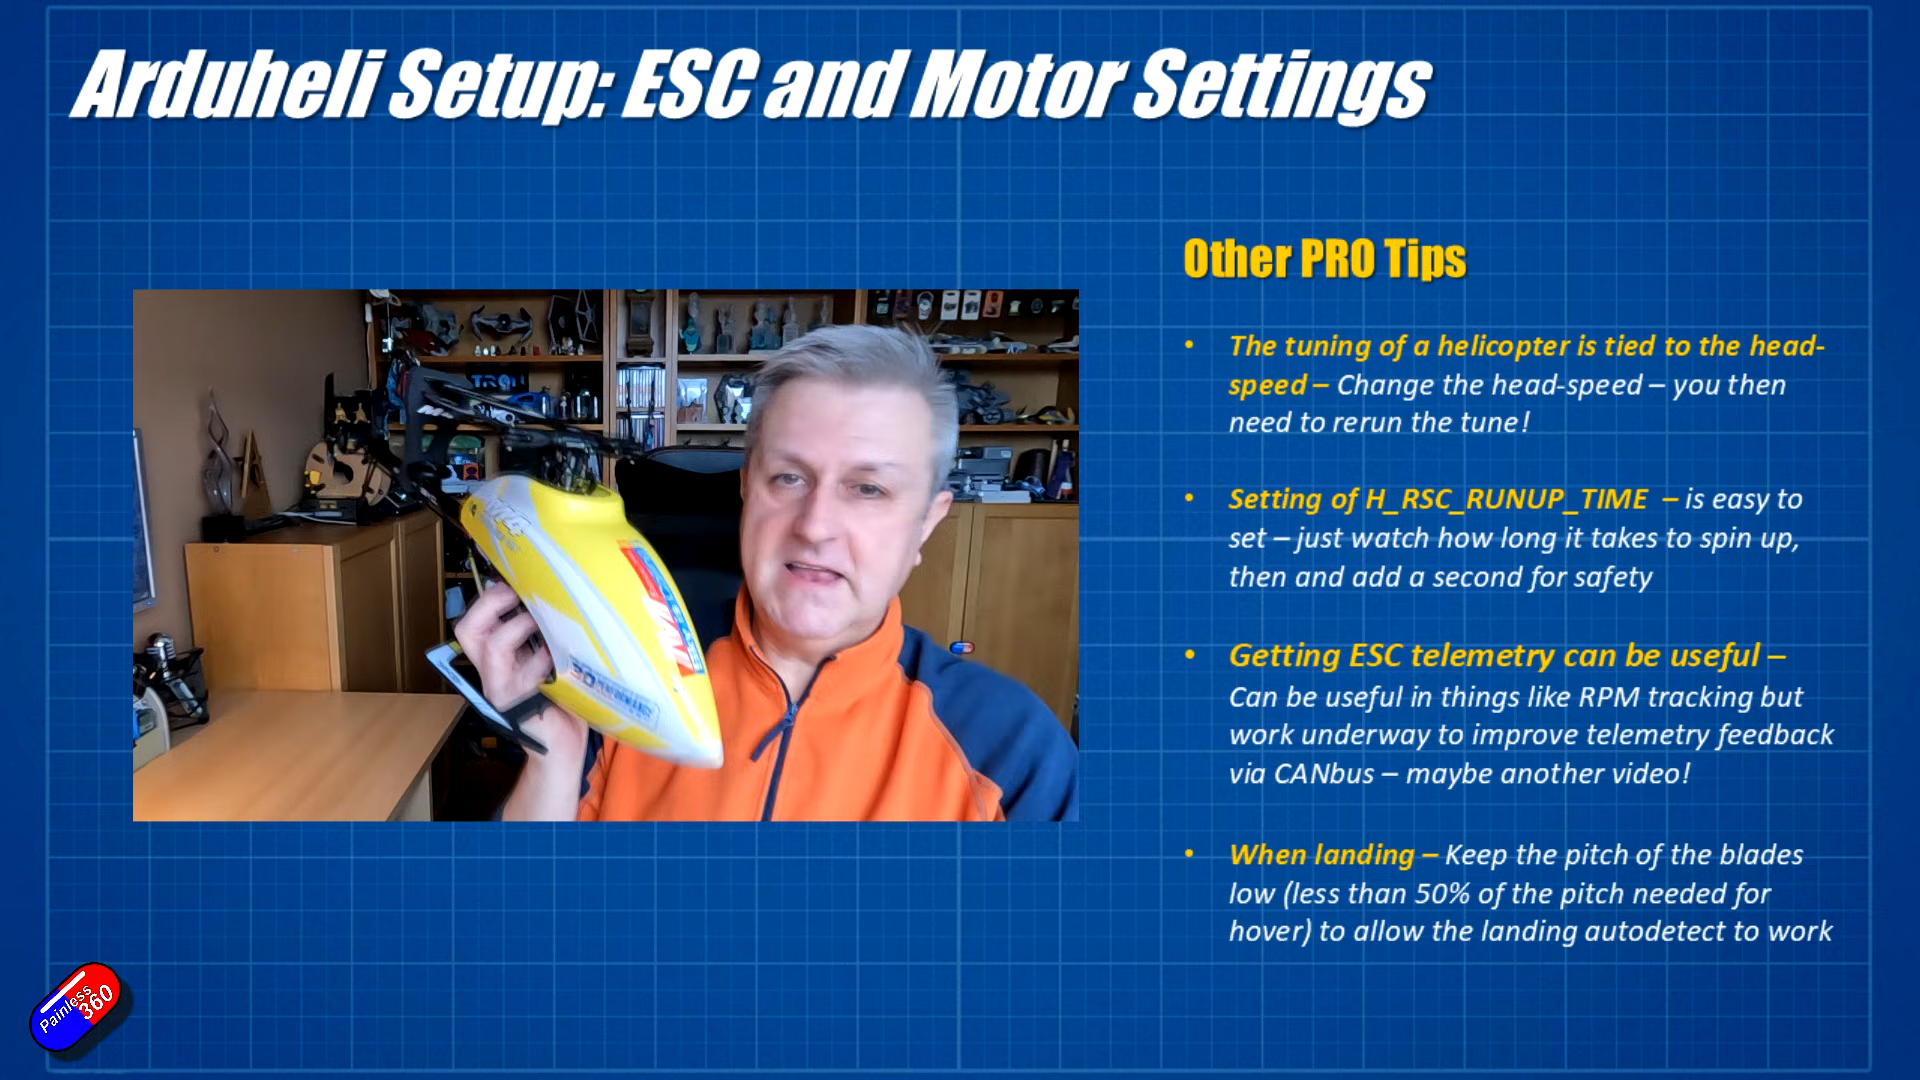 Arduheli Setup: ESC and Motor Settings
Other PRO Tips
• The tuning of a helicopter is tied to the head-
speed – Change the head-speed – you then
need to rerun the tune!
• Setting of H_RSC_RUNUP_TIME – is easy to
set – just watch how long it takes to spin up,
then and add a second for safety
• Getting ESC telemetry can be useful –
Can be useful in things like RPM tracking but
work underway to improve telemetry feedback
via CANbus – maybe another video!
• When landing – Keep the pitch of the blades
low (less than 50% of the pitch needed for
hover) to allow the landing autodetect to work
TRON
Painless
360